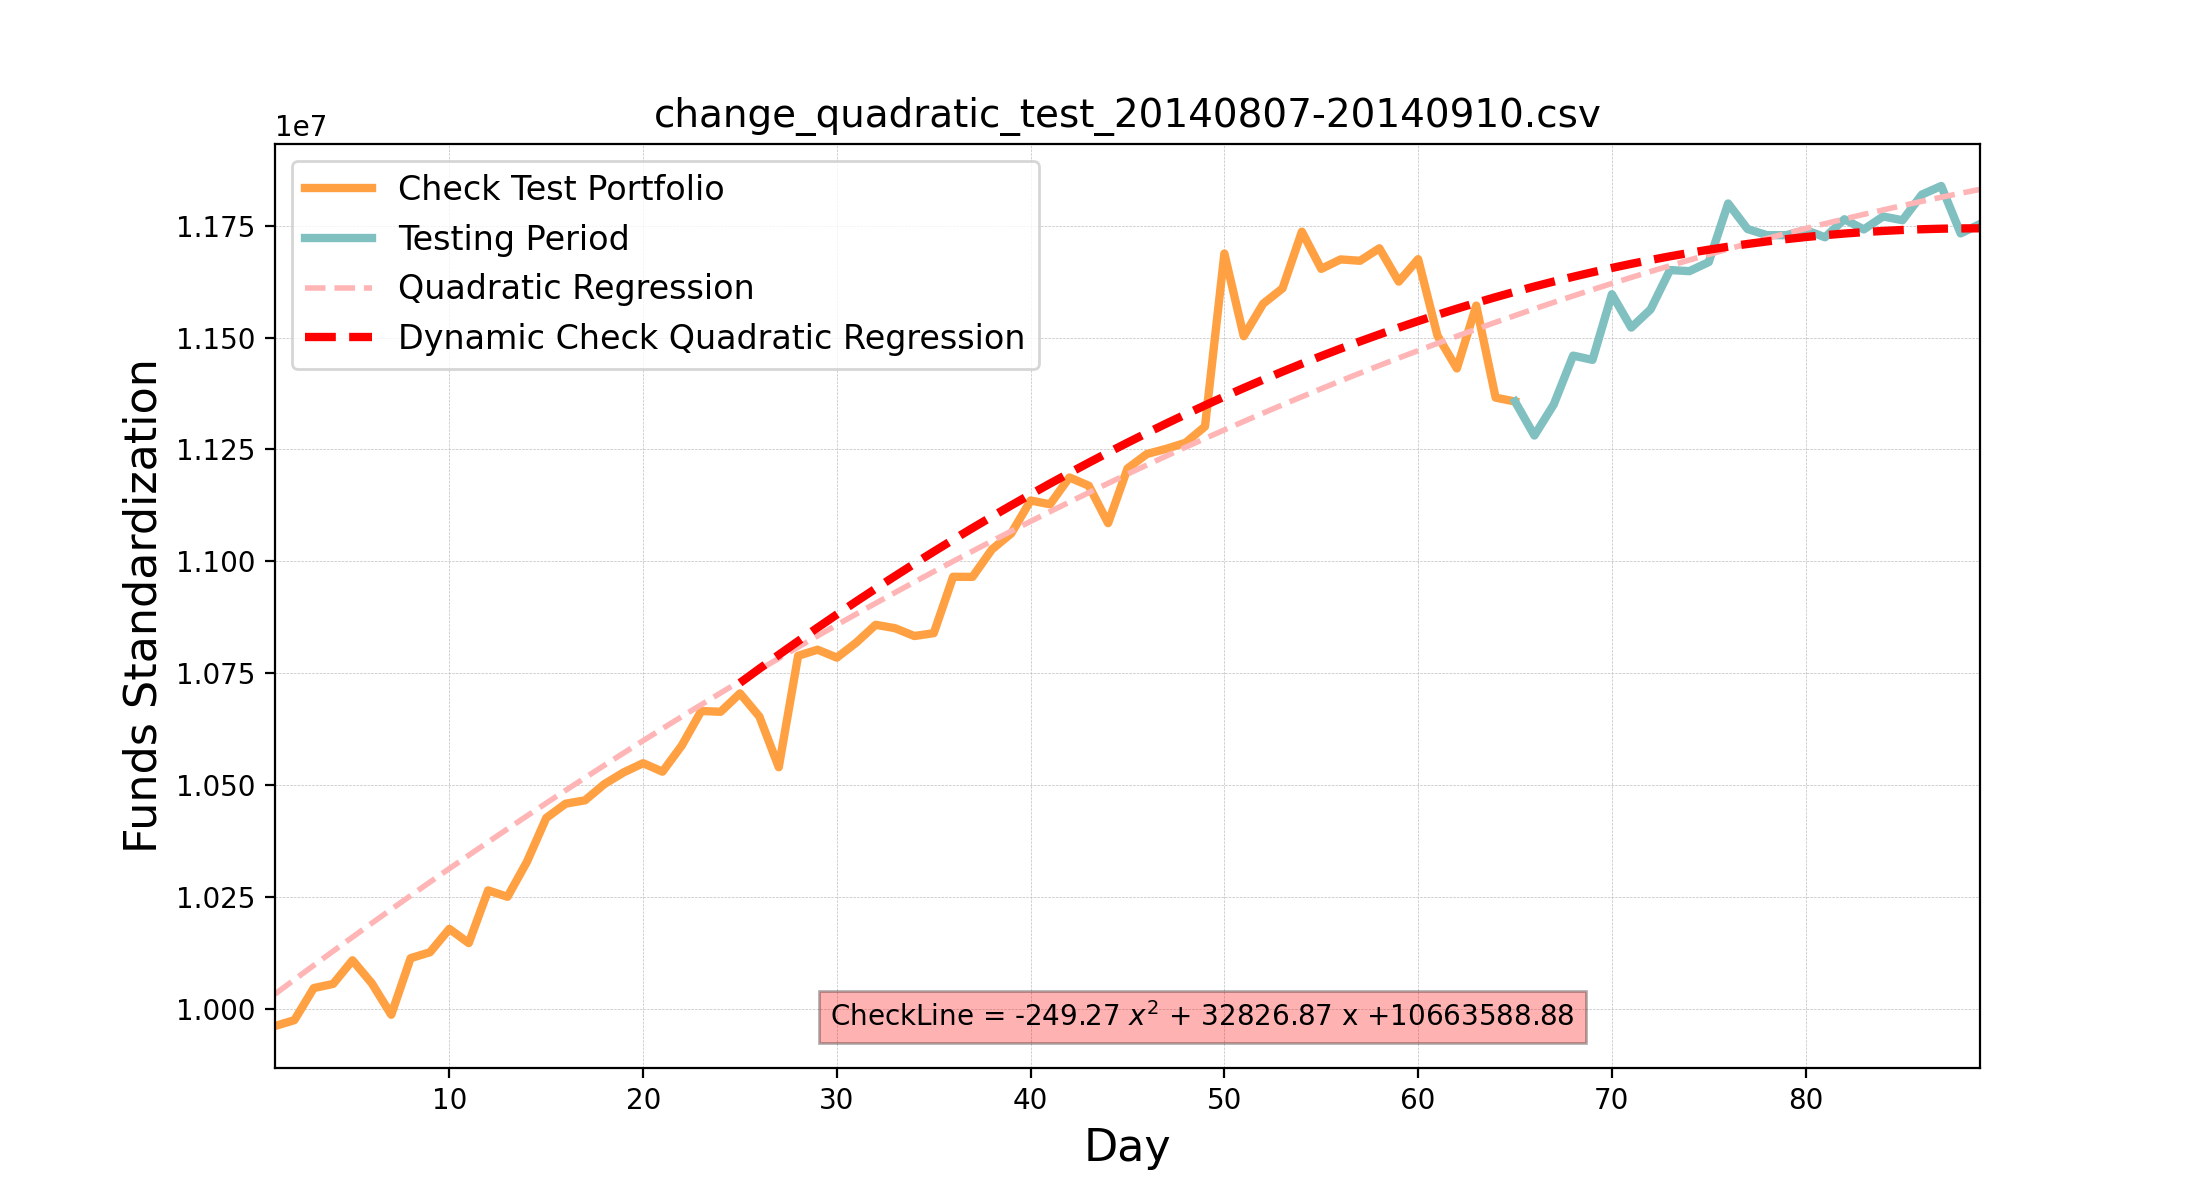 change_quadratic_test_20140807-20140910.csv
1e7
Check Test Portfolio
Testing Period
Quadratic Regression
Dynamic Check Quadratic Regression
Funds Standardization
1.175
1.150
1.125
1.100
1.075
1.050
1.025
1.000
CheckLine = -249.27 x² + 32826.87 x +10663588.88
10 20 30 40 50 60 70 80
Day